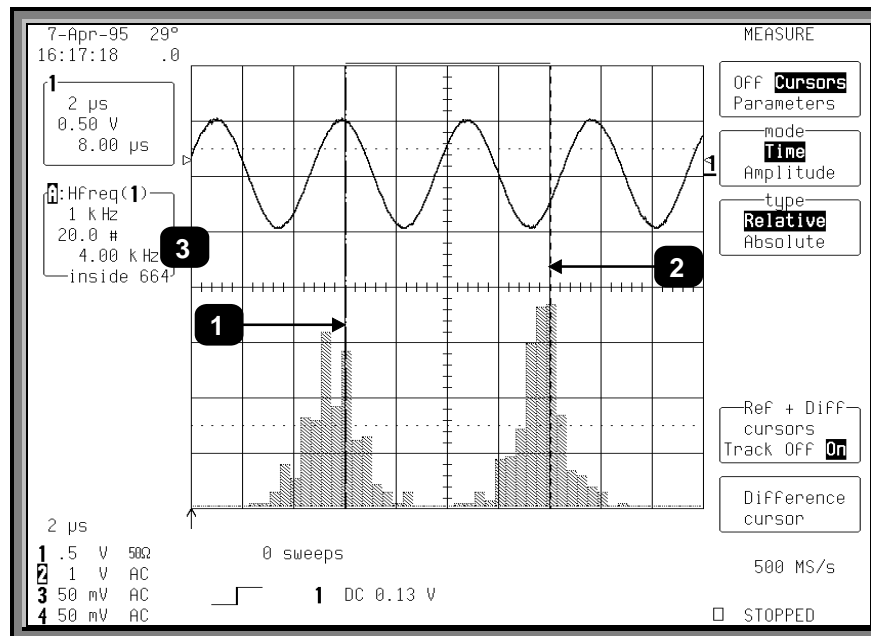 7-Apr-95 29°
16:17:18 .0
1
2 µs
0.50 V
8.00 µs
A:Hfreq(1)
1 kHz
20.0 #
4.00 kHz
inside 664
3
1
2
1
MEASURE
Off Cursors
Parameters
mode
Time
Amplitude
type
Relative
Absolute
Ref + Diff
cursors
Track Off On
Difference
cursor
2 µs
1 .5 V 50Ω
2 1 V AC
3 50 mV AC
4 50 mV AC
0 sweeps
1 DC 0.13 V
500 MS/s
STOPPED